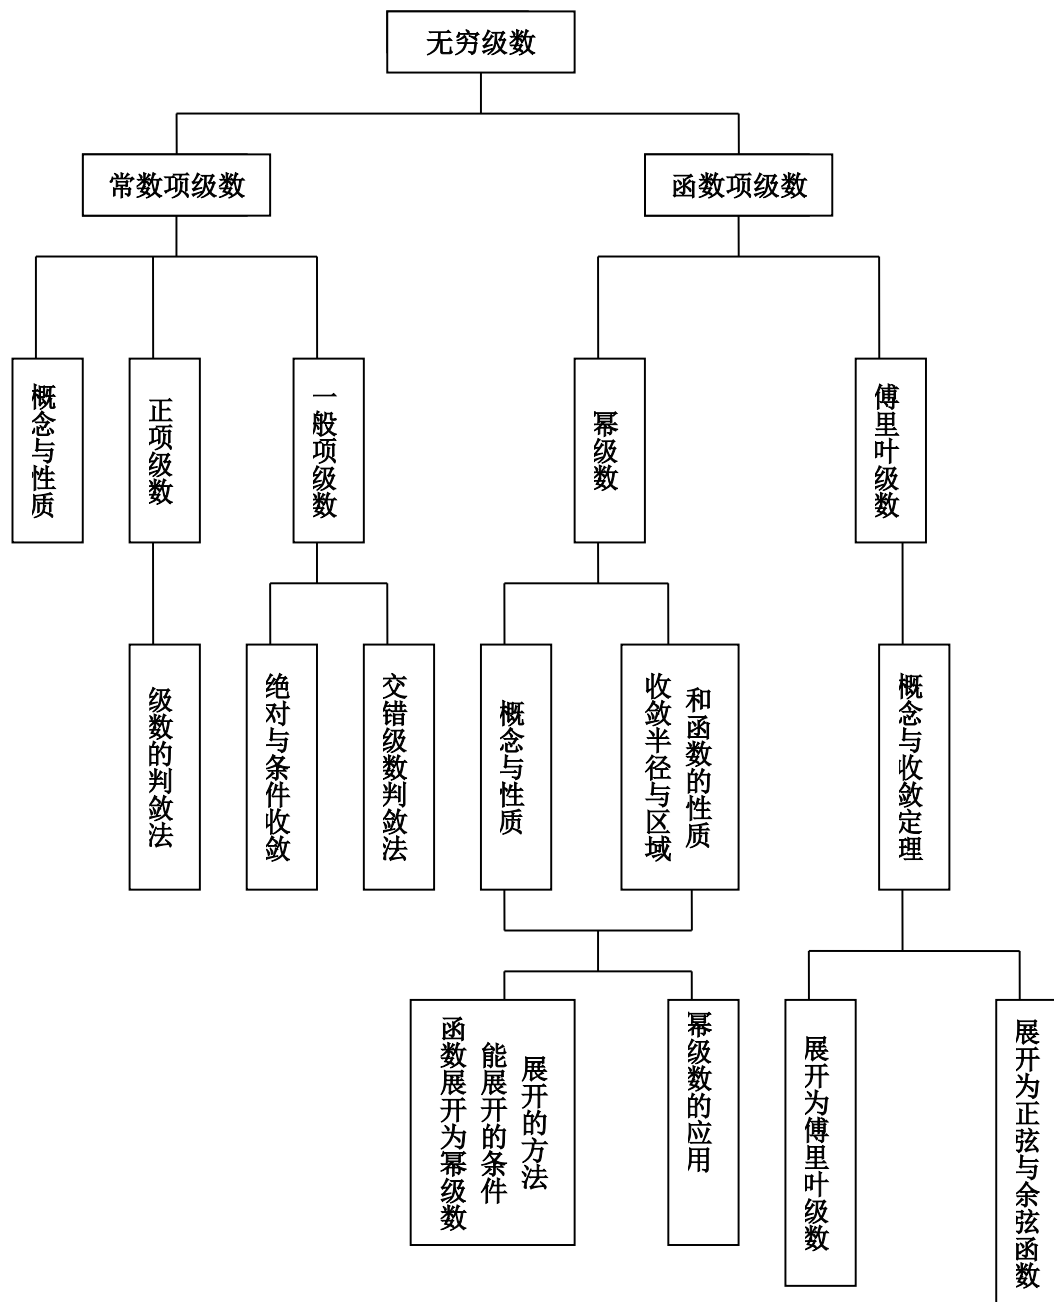 无穷级数
常数项级数
函数项级数
概念与性质
正项级数
一般项级数
幂级数
傅里叶级数
级数的判敛法
绝对与条件收敛
交错级数判敛法
概念与性质
收敛半径与区域
和函数的性质
概念与收敛定理
函数展开为幂级数
能展开的条件
展开的方法
幂级数的应用
展开为傅里叶级数
展开为正弦与余弦函数